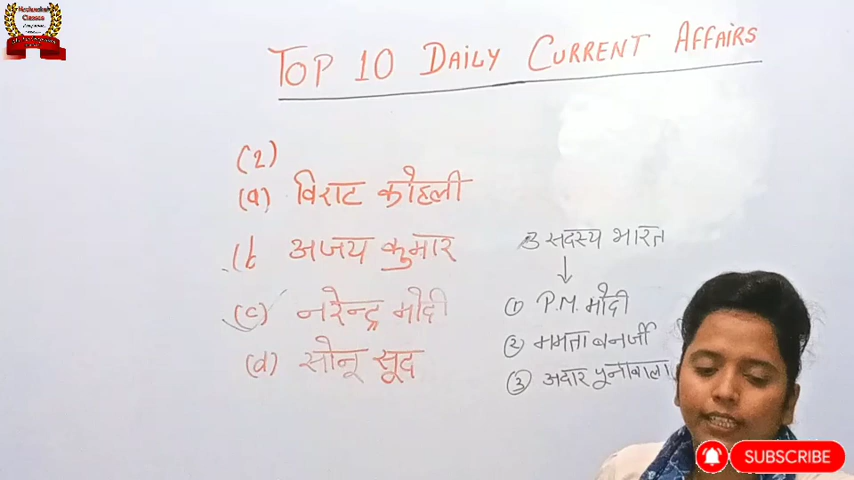 TOP 10 DAILY CURRENT AFFAIRS
(2)
(a) विराट कोहली
(b अजय कुमार
(c) नरेन्द्र मोदी
(d) सोनू सूद
3 सदस्य भारत
↓
① P.M. मोदी
② ममता बनर्जी
③ अदार पूनावाला
SUBSCRIBE